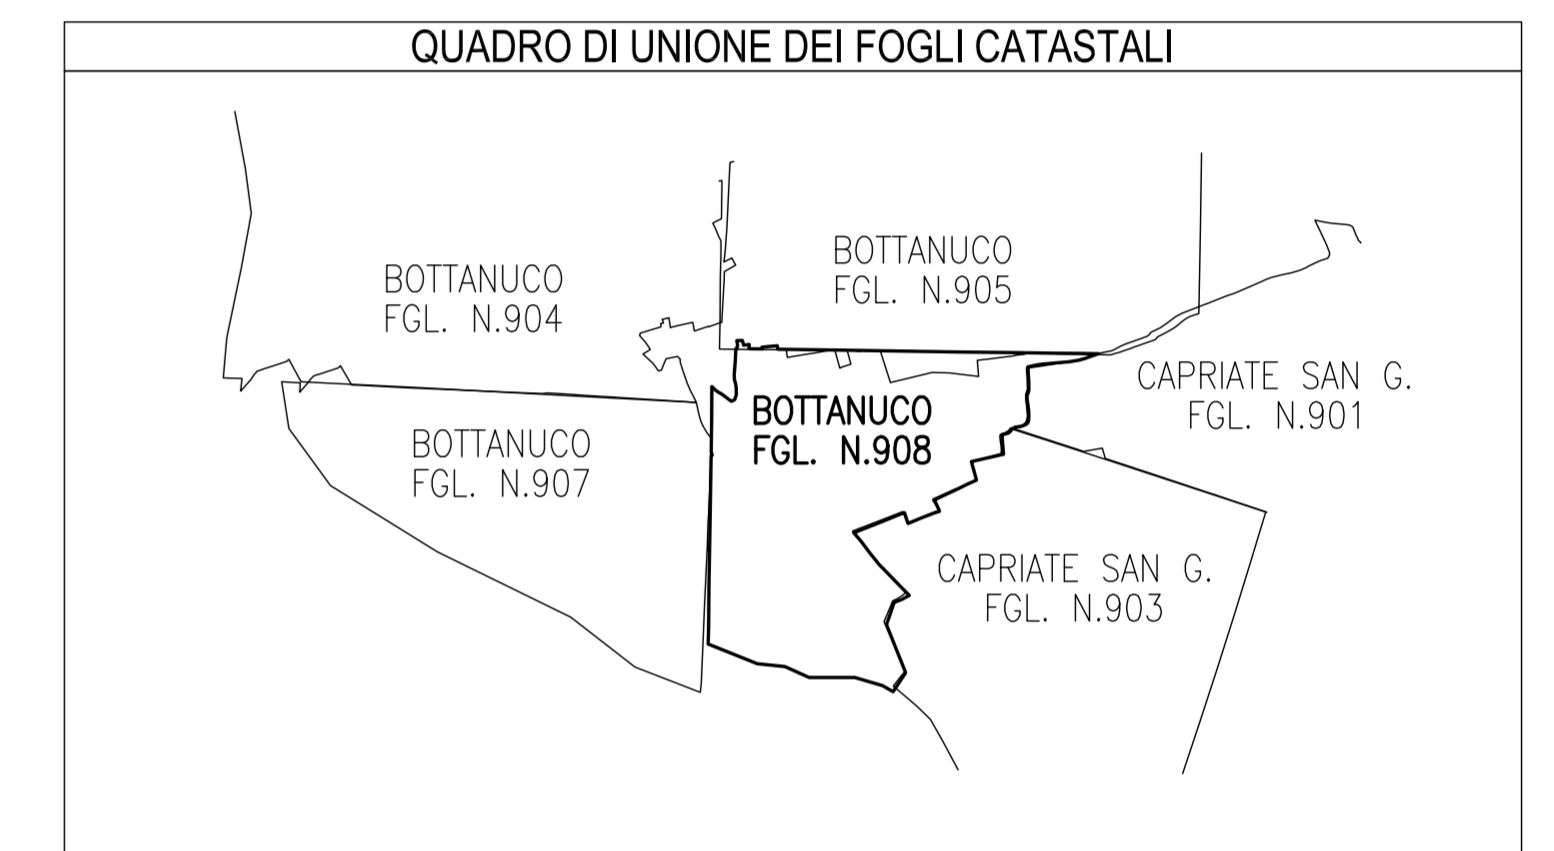 QUADRO DI UNIONE DEI FOGLI CATASTALI
BOTTANUCO
FGL. N.904
BOTTANUCO
FGL. N.905
CAPRIATE SAN G.
FGL. N.901
BOTTANUCO
FGL. N.908
BOTTANUCO
FGL. N.907
CAPRIATE SAN G.
FGL. N.903